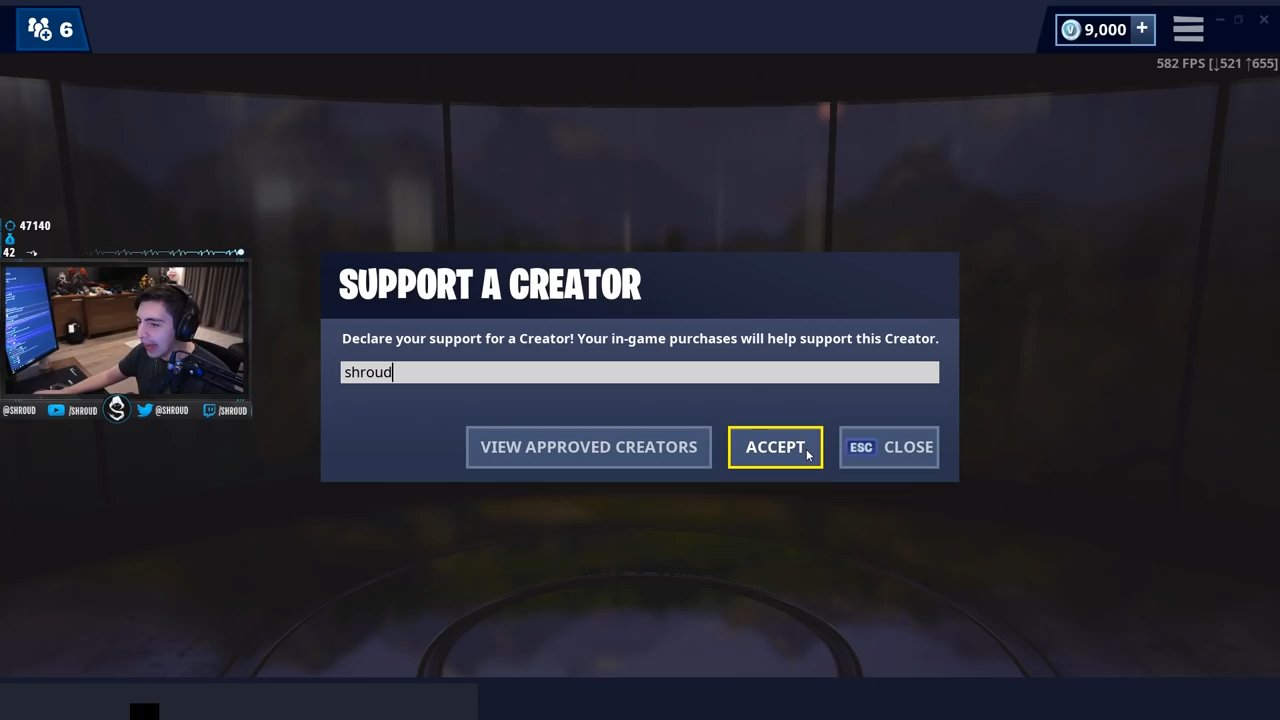 6
9,000 +
582 FPS [↓521 ↑655]
47140
42
SUPPORT A CREATOR
Declare your support for a Creator! Your in-game purchases will help support this Creator.
shroud
VIEW APPROVED CREATORS
ACCEPT
ESC CLOSE
@SHROUD /SHROUD @SHROUD /SHROUD